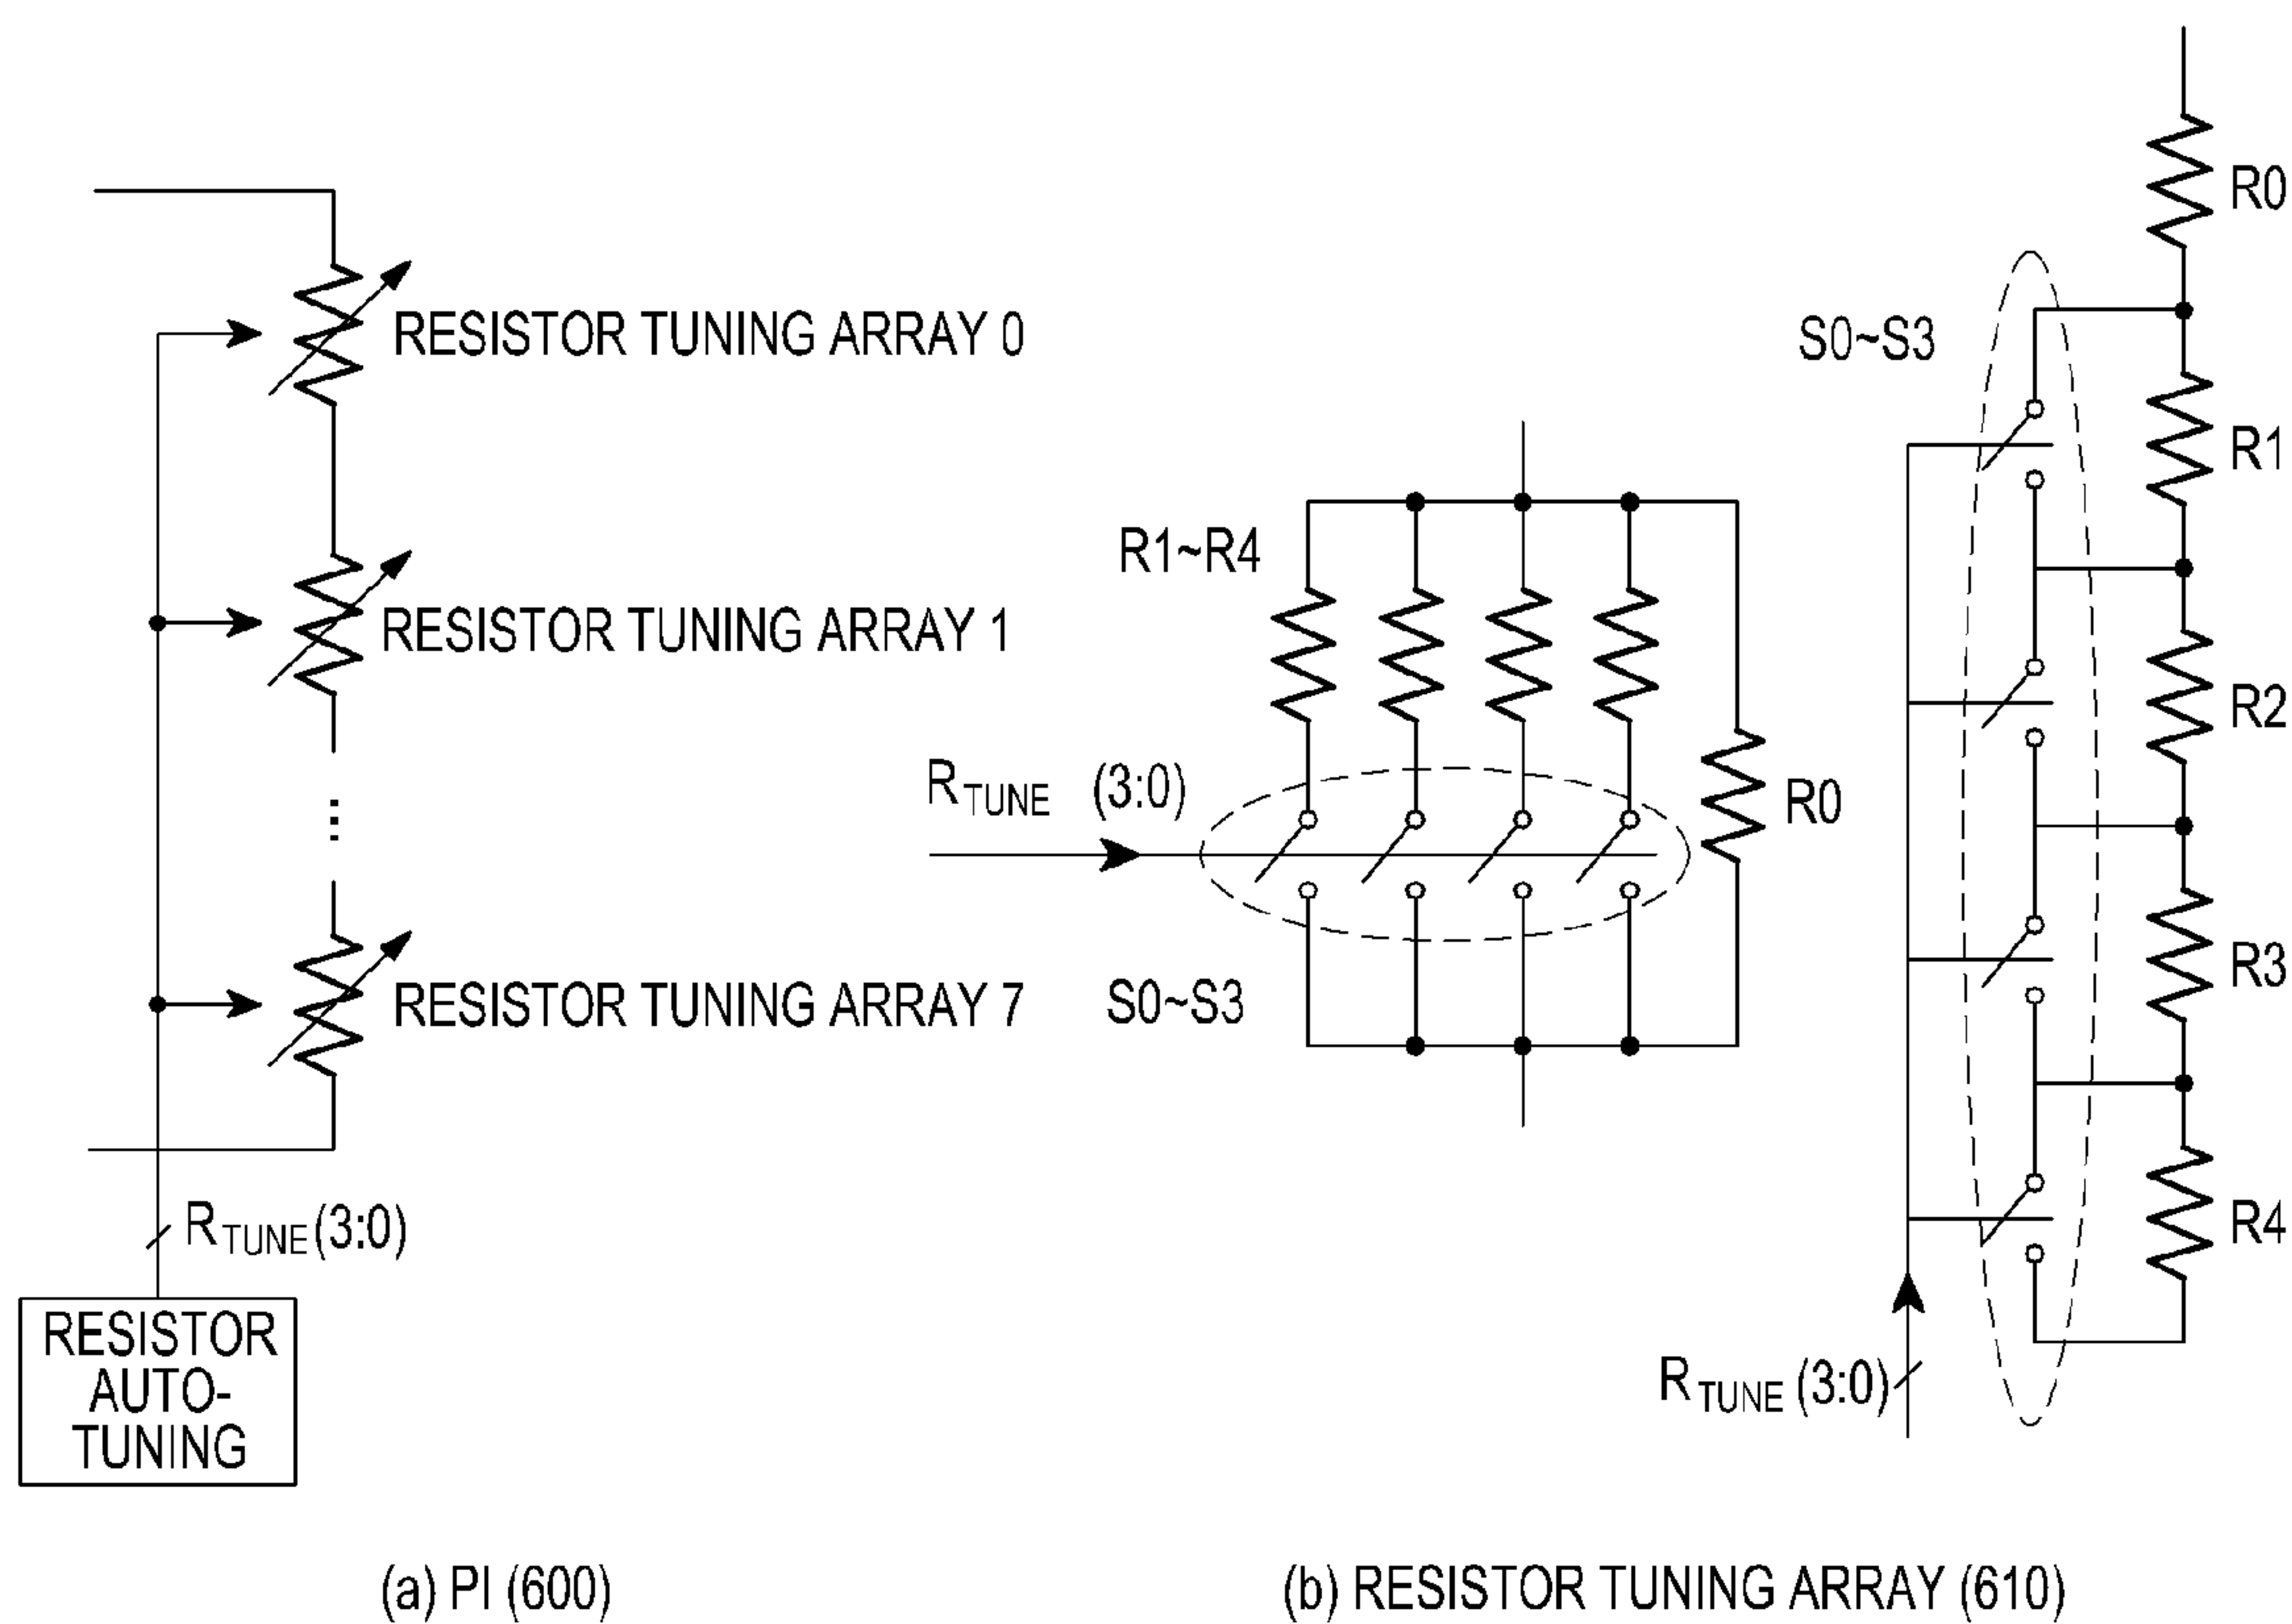 RESISTOR TUNING ARRAY 0
RESISTOR TUNING ARRAY 1
...
RESISTOR TUNING ARRAY 7
RTUNE(3:0)
RESISTOR
AUTO-
TUNING
(a) PI (600)
R1~R4
RTUNE (3:0)
R0
S0~S3
S0~S3
R0
R1
R2
R3
R4
RTUNE (3:0)
(b) RESISTOR TUNING ARRAY (610)